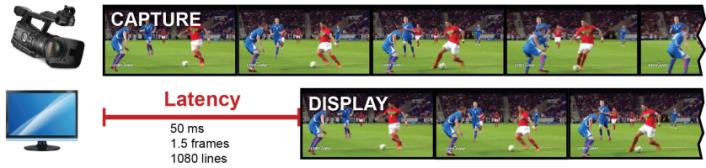 CAPTURE
Latency
50 ms
1.5 frames
1080 lines
DISPLAY